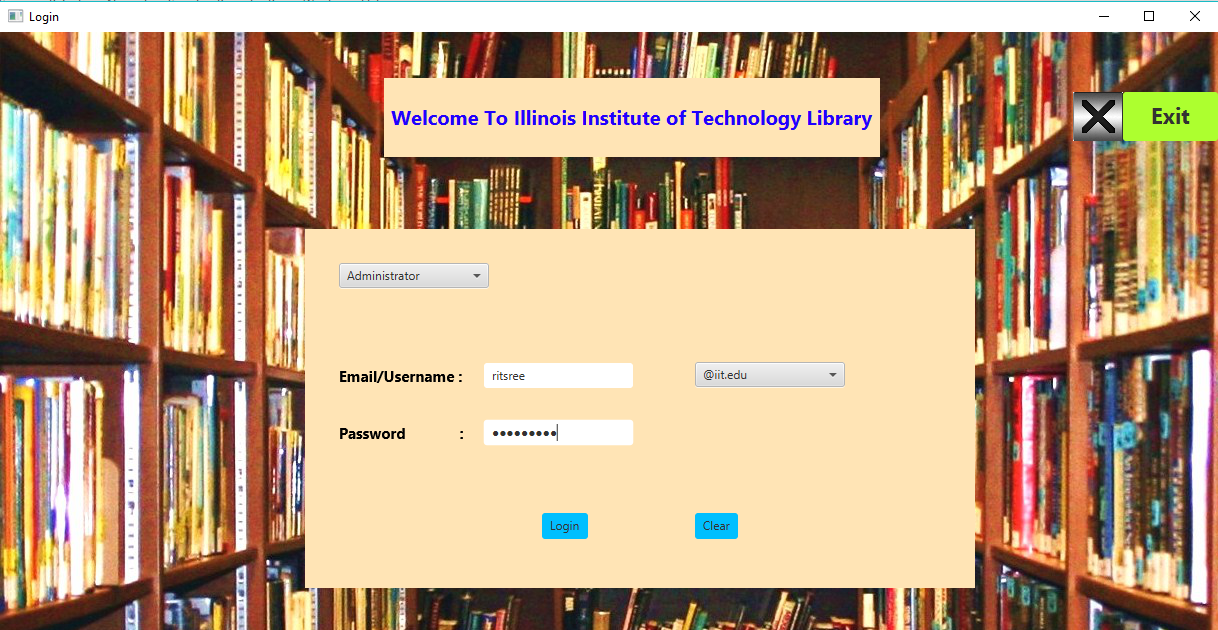 Login
Welcome To Illinois Institute of Technology Library
Exit
Administrator
Email/Username : ritsree @iit.edu
Password : •••••••••
Login Clear